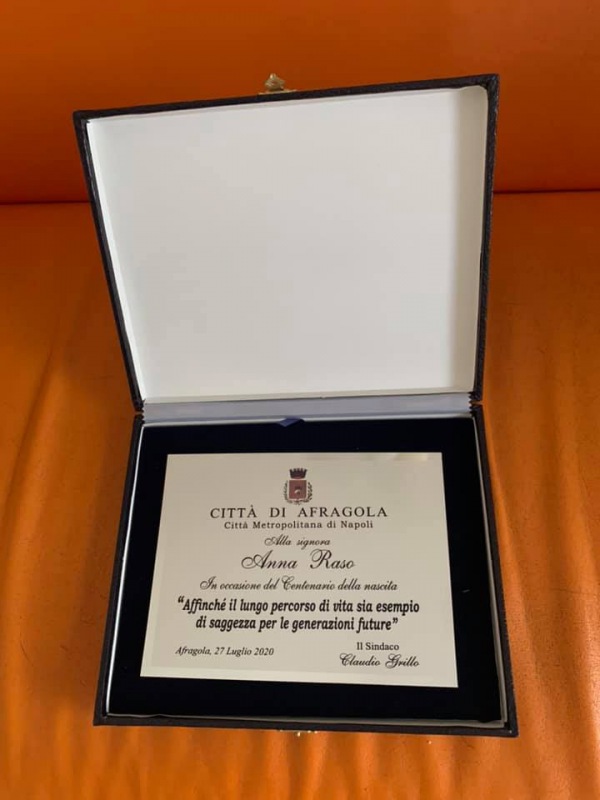 CITTÀ DI AFRAGOLA
Città Metropolitana di Napoli
Alla signora
Anna Raso
In occasione del Centenario della nascita
"Affinché il lungo percorso di vita sia esempio
di saggezza per le generazioni future"
Afragola, 27 Luglio 2020
Il Sindaco
Claudio Grillo